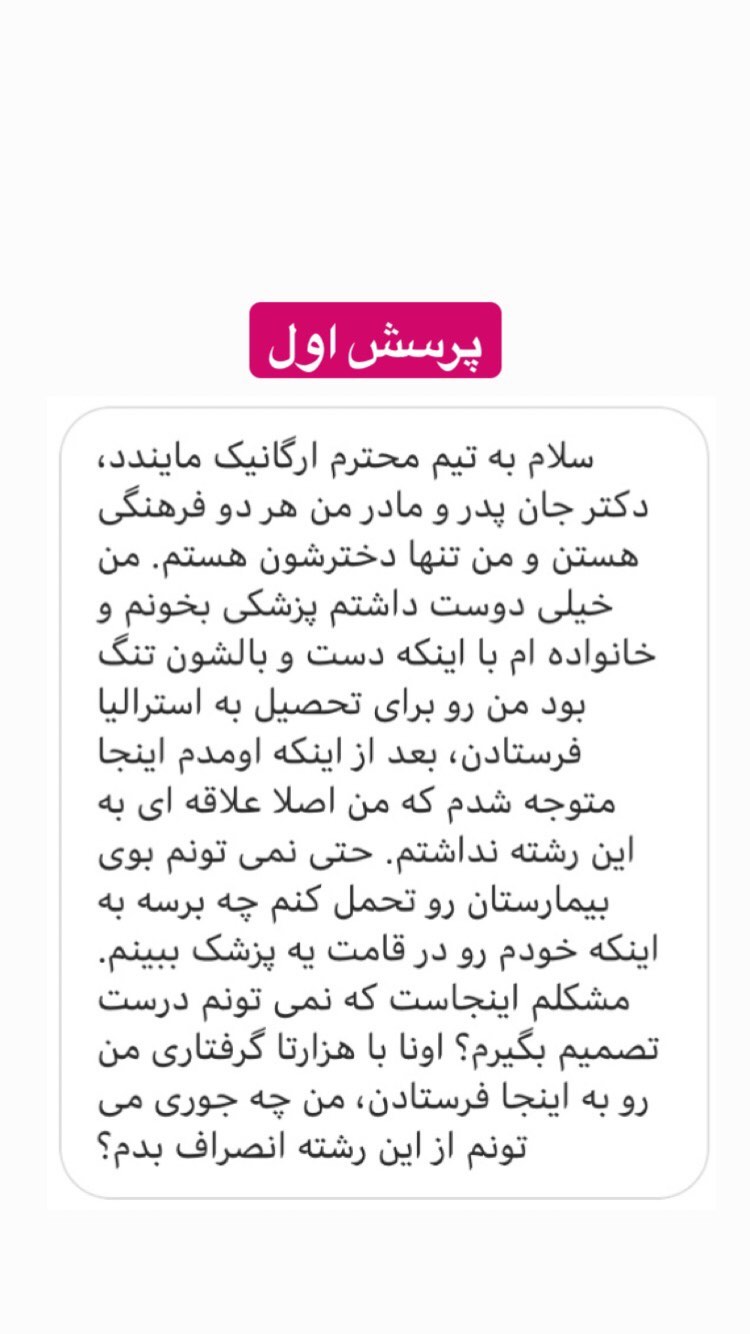 پرسش اول
سلام به تیم محترم ارگانیک مایندد،
دکتر جان پدر و مادر من هر دو فرهنگی
هستن و من تنها دخترشون هستم. من
خیلی دوست داشتم پزشکی بخونم و
خانواده ام با اینکه دست و بالشون تنگ
بود من رو برای تحصیل به استرالیا
فرستادن، بعد از اینکه اومدم اینجا
متوجه شدم که من اصلا علاقه ای به
این رشته نداشتم. حتی نمی تونم بوی
بیمارستان رو تحمل کنم چه برسه به
اینکه خودم رو در قامت یه پزشک ببینم.
مشکلم اینجاست که نمی تونم درست
تصمیم بگیرم؟ اونا با هزارتا گرفتاری من
رو به اینجا فرستادن، من چه جوری می
تونم از این رشته انصراف بدم؟